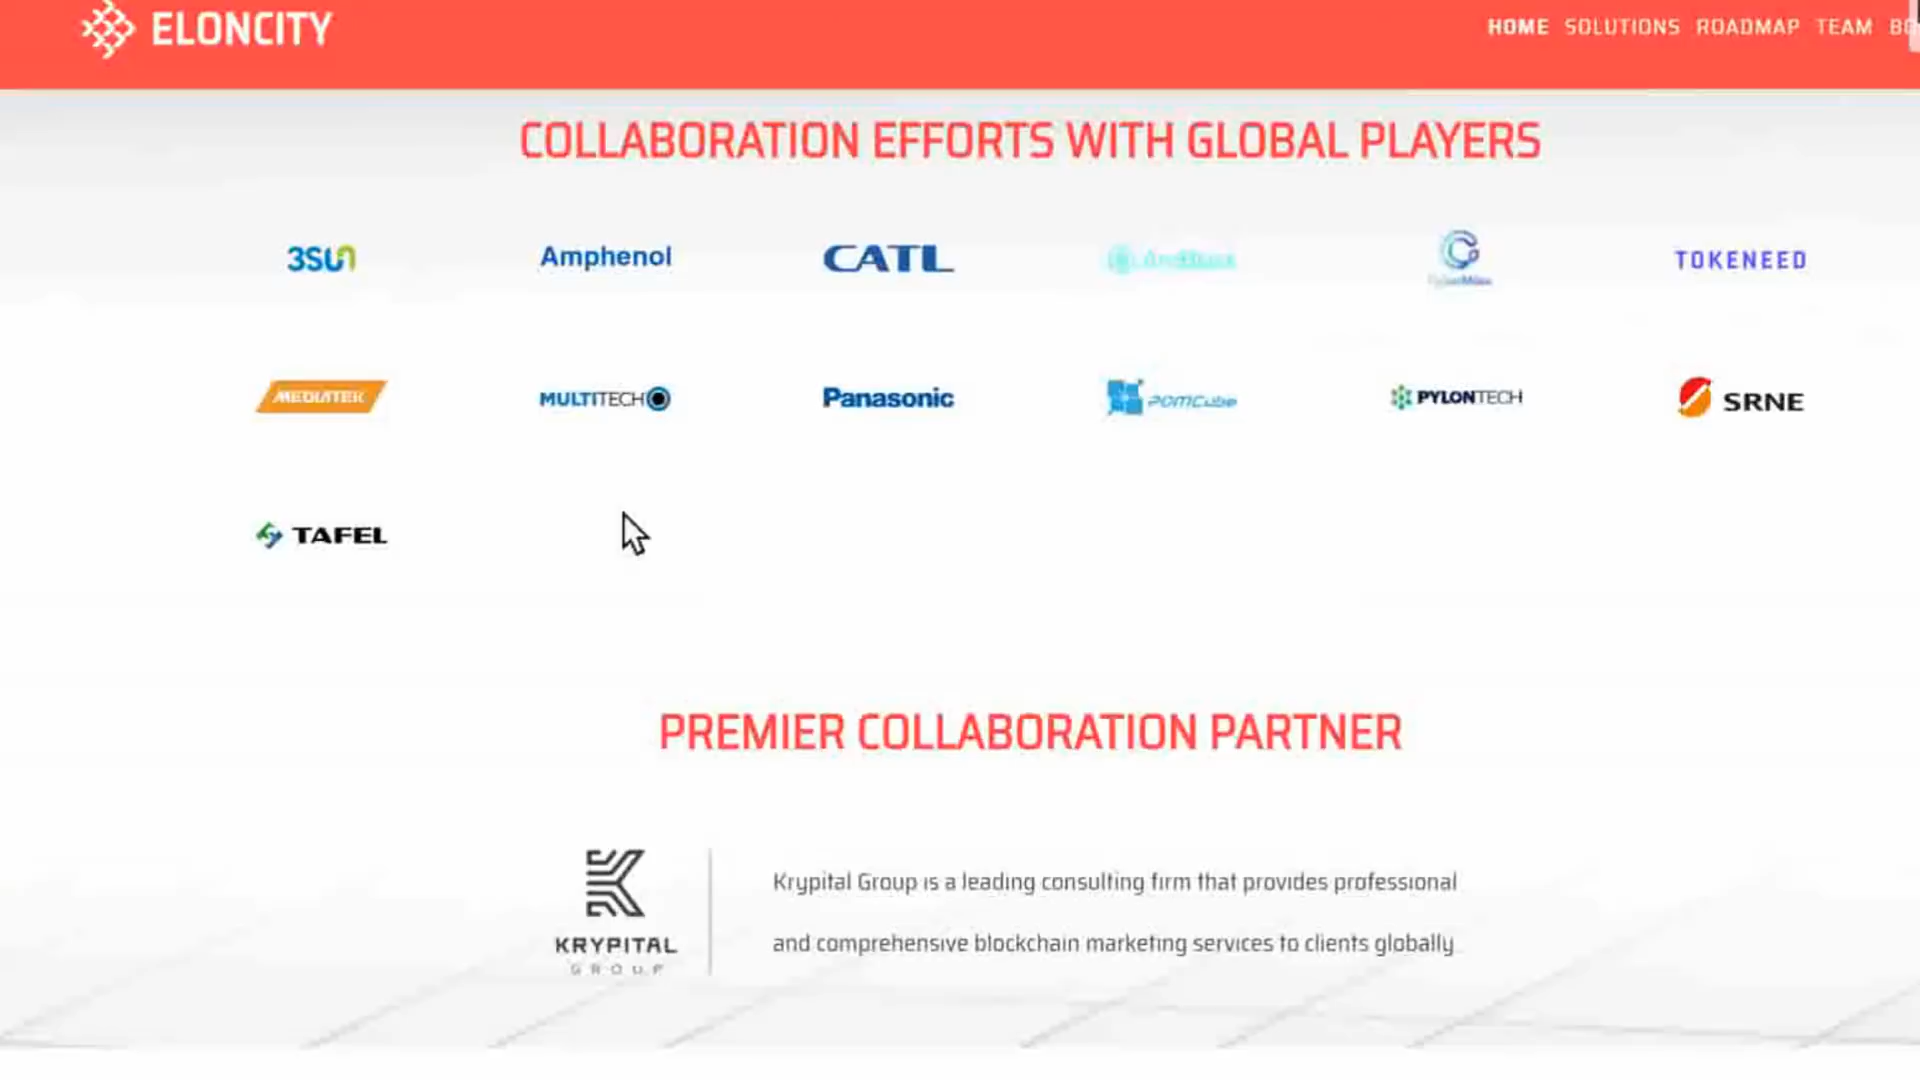 ELONCITY
HOME SOLUTIONS ROADMAP TEAM
COLLABORATION EFFORTS WITH GLOBAL PLAYERS
3SUN Amphenol CATL TOKENEED
MEDIATEK MULTITECH Panasonic POMCube PYLONTECH SRNE
TAFEL
PREMIER COLLABORATION PARTNER
KRYPITAL
GROUP
Krypital Group is a leading consulting firm that provides professional
and comprehensive blockchain marketing services to clients globally.